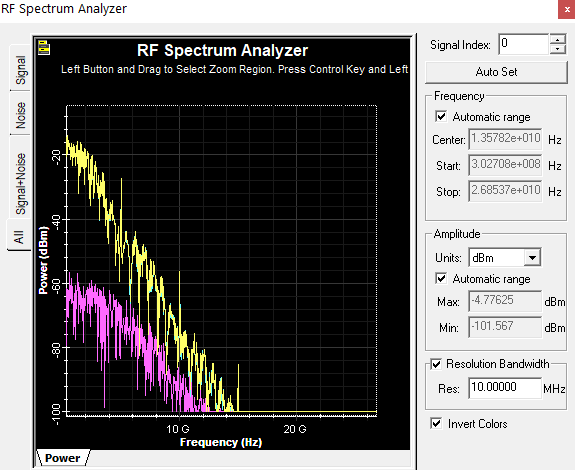 RF Spectrum Analyzer
Signal
Noise
Signal+Noise
All
RF Spectrum Analyzer
Left Button and Drag to Select Zoom Region. Press Control Key and Left
Power (dBm)
-20
-40
-60
-80
-100
10 G
20 G
Frequency (Hz)
Power
Signal Index: 0
Auto Set
Frequency
Automatic range
Center: 1.35782e+010 Hz
Start: 3.02708e+008 Hz
Stop: 2.68537e+010 Hz
Amplitude
Units: dBm
Automatic range
Max: -4.77625 dBm
Min: -101.567 dBm
Resolution Bandwidth
Res: 10.00000 MHz
Invert Colors